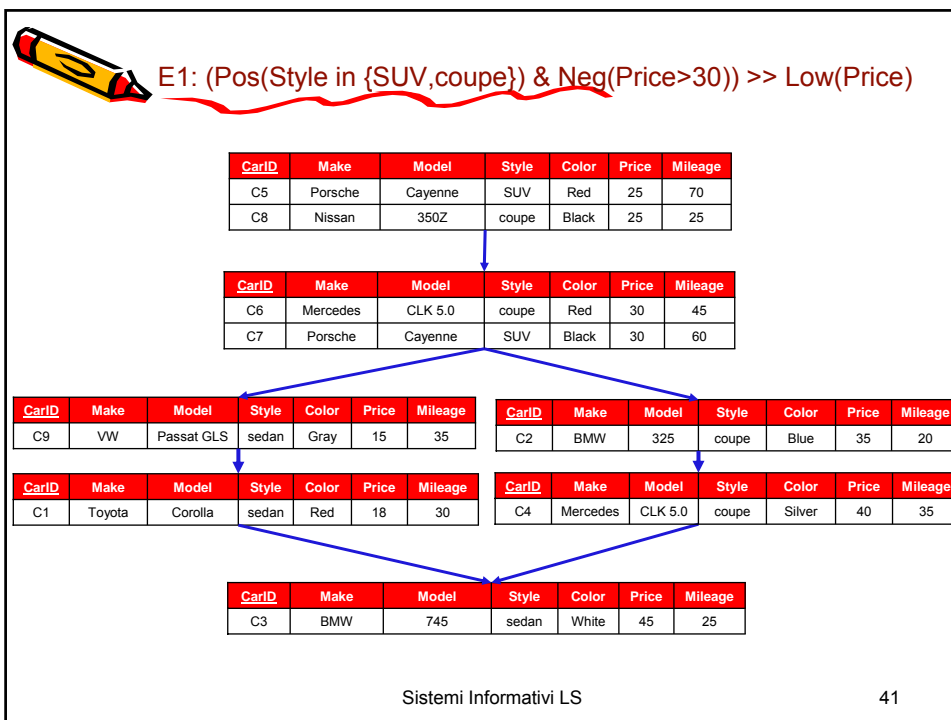 E1: (Pos(Style in {SUV,coupe}) & Neg(Price>30)) >> Low(Price)
CarID Make Model Style Color Price Mileage
C5 Porsche Cayenne SUV Red 25 70
C8 Nissan 350Z coupe Black 25 25
CarID Make Model Style Color Price Mileage
C6 Mercedes CLK 5.0 coupe Red 30 45
C7 Porsche Cayenne SUV Black 30 60
CarID Make Model Style Color Price Mileage
C9 VW Passat GLS sedan Gray 15 35
CarID Make Model Style Color Price Mileage
C2 BMW 325 coupe Blue 35 20
CarID Make Model Style Color Price Mileage
C1 Toyota Corolla sedan Red 18 30
CarID Make Model Style Color Price Mileage
C4 Mercedes CLK 5.0 coupe Silver 40 35
CarID Make Model Style Color Price Mileage
C3 BMW 745 sedan White 45 25
Sistemi Informativi LS
41